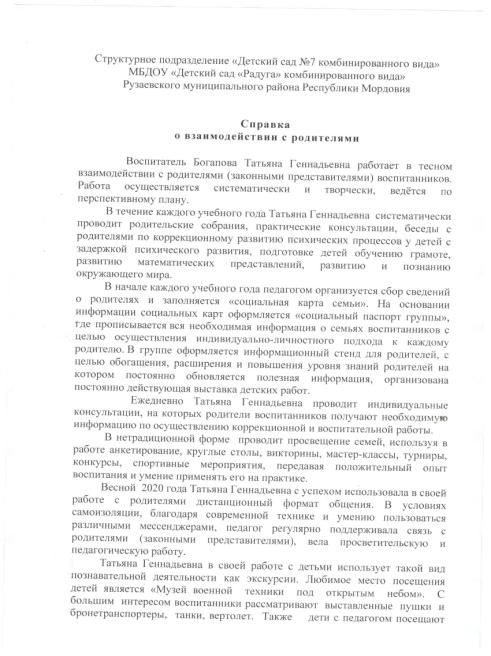 Структурное подразделение «Детский сад №7 комбинированного вида»
МБДОУ «Детский сад «Радуга» комбинированного вида»
Рузаевского муниципального района Республики Мордовия
Справка
о взаимодействии с родителями
Воспитатель Богапова Татьяна Геннадьевна работает в тесном
взаимодействии с родителями (законными представителями) воспитанников.
Работа осуществляется систематически и творчески, ведётся по
перспективному плану.
В течение каждого учебного года Татьяна Геннадьевна систематически
проводит родительские собрания, практические консультации, беседы с
родителями по коррекционному развитию психических процессов у детей с
задержкой психического развития, подготовке детей обучению грамоте,
развитию математических представлений, развитию и познанию
окружающего мира.
В начале каждого учебного года педагогом организуется сбор сведений
о родителях и заполняется «социальная карта семьи». На основании
информации социальных карт оформляется «социальный паспорт группы»,
где прописывается вся необходимая информация о семьях воспитанников с
целью осуществления индивидуально-личностного подхода к каждому
родителю. В группе оформляется информационный стенд для родителей, с
целью обогащения, расширения и повышения уровня знаний родителей на
котором постоянно обновляется полезная информация, организована
постоянно действующая выставка детских работ.
Ежедневно Татьяна Геннадьевна проводит индивидуальные
консультации, на которых родители воспитанников получают необходимую
информацию по осуществлению коррекционной и воспитательной работы.
В нетрадиционной форме проводит просвещение семей, используя в
работе анкетирование, круглые столы, викторины, мастер-классы, турниры,
конкурсы, спортивные мероприятия, передавая положительный опыт
воспитания и умение применять его на практике.
Весной 2020 года Татьяна Геннадьевна с успехом использовала в своей
работе с родителями дистанционный формат общения. В условиях
самоизоляции, благодаря современной технике и умению пользоваться
различными мессенджерами, педагог регулярно поддерживала связь с
родителями (законными представителями), вела просветительскую и
педагогическую работу.
Татьяна Геннадьевна в своей работе с детьми использует такой вид
познавательной деятельности как экскурсии. Любимое место посещения
детей является «Музей военной техники под открытым небом». С
большим интересом воспитанники рассматривают выставленные пушки и
бронетранспортеры, танки, вертолет. Также дети с педагогом посещают